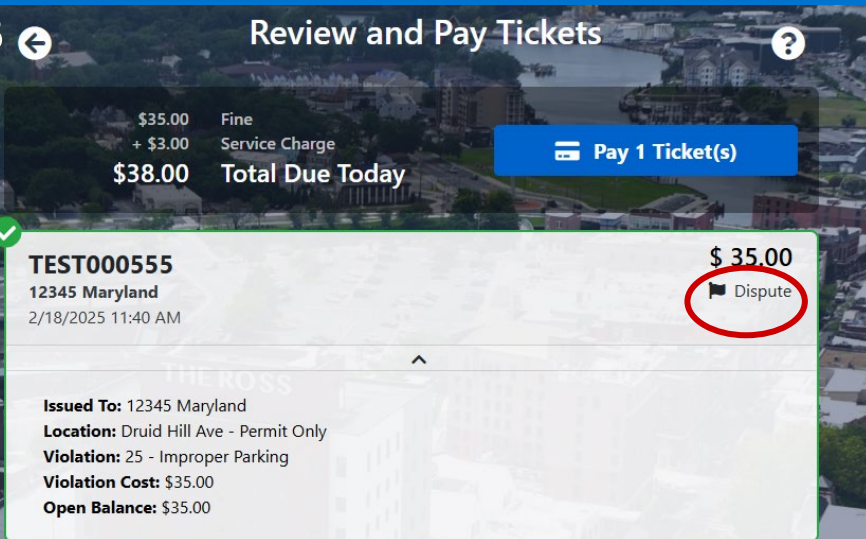 Review and Pay Tickets
?
$35.00 Fine
+ $3.00 Service Charge
$38.00 Total Due Today
Pay 1 Ticket(s)
TEST000555
$ 35.00
12345 Maryland
Dispute
2/18/2025 11:40 AM
THE ROSS
Issued To: 12345 Maryland
Location: Druid Hill Ave - Permit Only
Violation: 25 - Improper Parking
Violation Cost: $35.00
Open Balance: $35.00